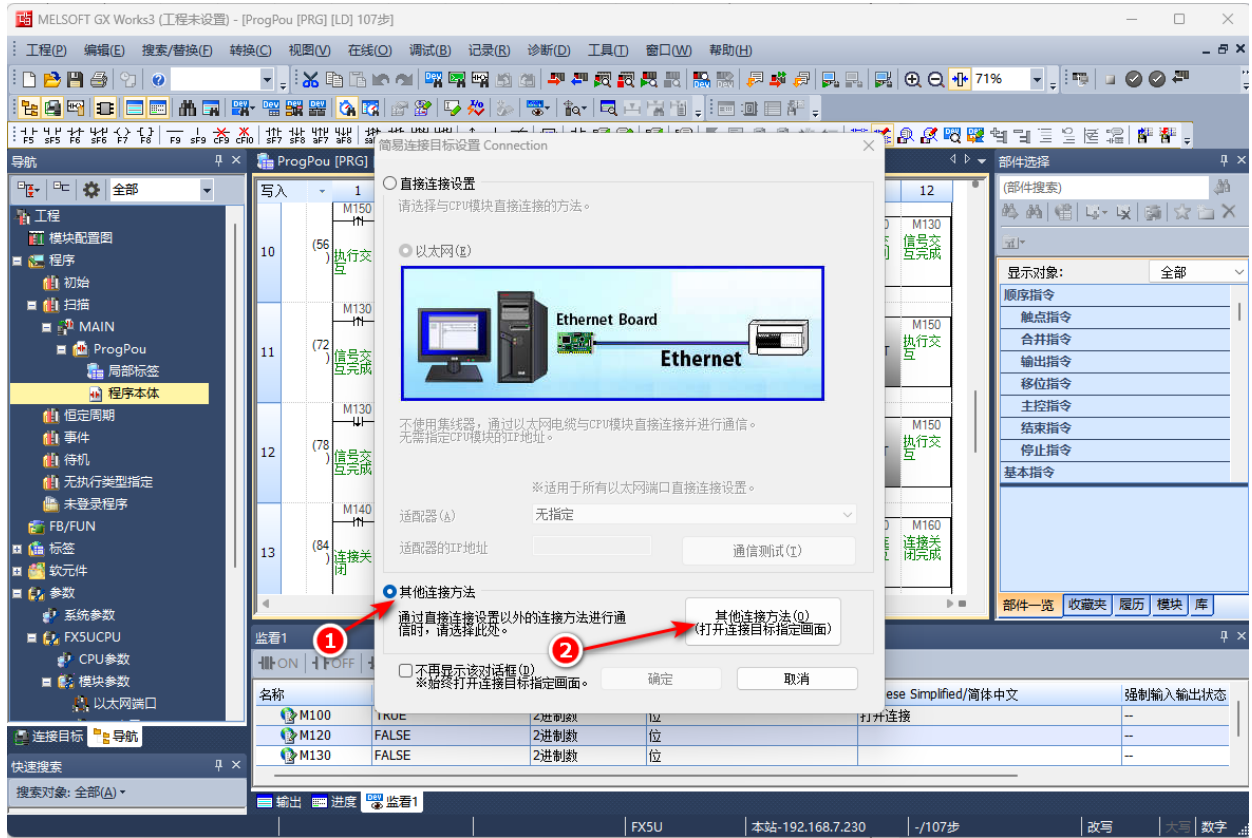 MELSOFT GX Works3 (工程未设置) - [ProgPou [PRG] [LD] 107步]
工程(P) 编辑(E) 搜索/替换(F) 转换(C) 视图(V) 在线(O) 调试(B) 记录(R) 诊断(D) 工具(T) 窗口(W) 帮助(H)
71%
F5 sF5 F6 sF6 F7 F8 F9 sF9 cF9 cF10 sF7 sF8 aF7 aF8
导航
全部
工程
模块配置图
程序
初始
扫描
MAIN
ProgPou
局部标签
程序本体
恒定周期
事件
待机
无执行类型指定
未登录程序
FB/FUN
标签
软元件
参数
系统参数
FX5UCPU
CPU参数
模块参数
以太网端口
连接目标 导航
快速搜索
搜索对象: 全部(A)
ProgPou [PRG]
写入 1 12
M150 M130
10 (56) 执行交互 信号交互完成
M130 M150
11 (72) 信号交互完成 执行交互
M130 M150
12 (78) 信号交互完成 执行交互
M140 M160
13 (84) 连接关闭 连接关闭完成
简易连接目标设置 Connection
直接连接设置
请选择与CPU模块直接连接的方法。
以太网(E)
Ethernet Board
Ethernet
不使用集线器，通过以太网电缆与CPU模块直接连接并进行通信。
无需指定CPU模块的IP地址。
※适用于所有以太网端口直接连接设置。
适配器(A) 无指定
适配器的IP地址 通信测试(T)
其他连接方法
通过直接连接设置以外的连接方法进行通
信时，请选择此处。
其他连接方法(O)
(打开连接目标指定画面)
1
2
不再显示该对话框(D)
※始终打开连接目标指定画面。
确定 取消
部件选择
(部件搜索)
显示对象: 全部
顺序指令
触点指令
合并指令
输出指令
移位指令
主控指令
结束指令
停止指令
基本指令
部件一览 收藏夹 履历 模块 库
监看1
ON OFF
名称 ese Simplified/简体中文 强制输入输出状态
M100 TRUE 2进制数 位 打开连接 --
M120 FALSE 2进制数 位 --
M130 FALSE 2进制数 位 --
输出 进度 监看1
FX5U 本站-192.168.7.230 -/107步 改写 大写 数字